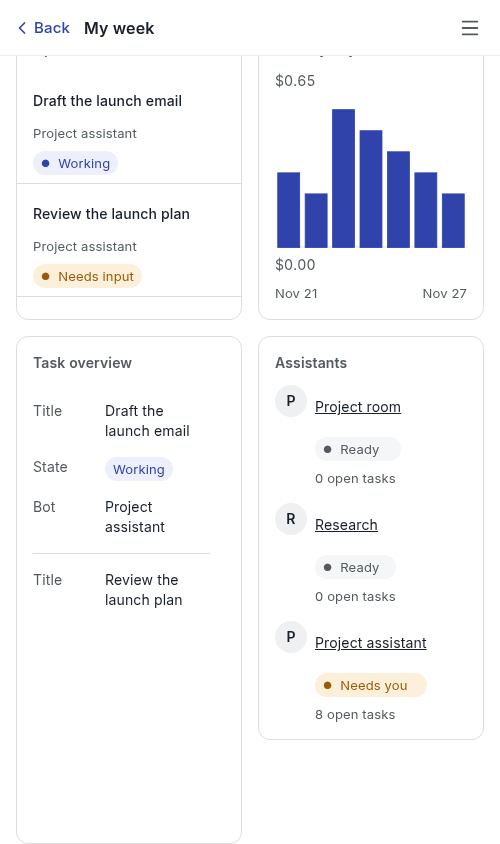 Back
My week
Draft the launch email
Project assistant
Working
Review the launch plan
Project assistant
Needs input
$0.65
$0.00
Nov 21
Nov 27
Task overview
Title
Draft the
launch email
State
Working
Bot
Project
assistant
Title
Review the
launch plan
Assistants
P
Project room
Ready
0 open tasks
R
Research
Ready
0 open tasks
P
Project assistant
Needs you
8 open tasks